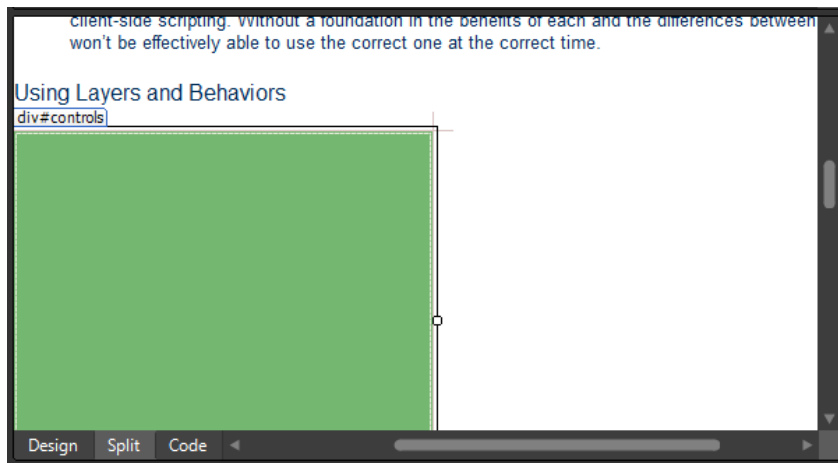 client-side scripting. Without a foundation in the benefits of each and the differences between
won't be effectively able to use the correct one at the correct time.
Using Layers and Behaviors
div#controls
Design Split Code